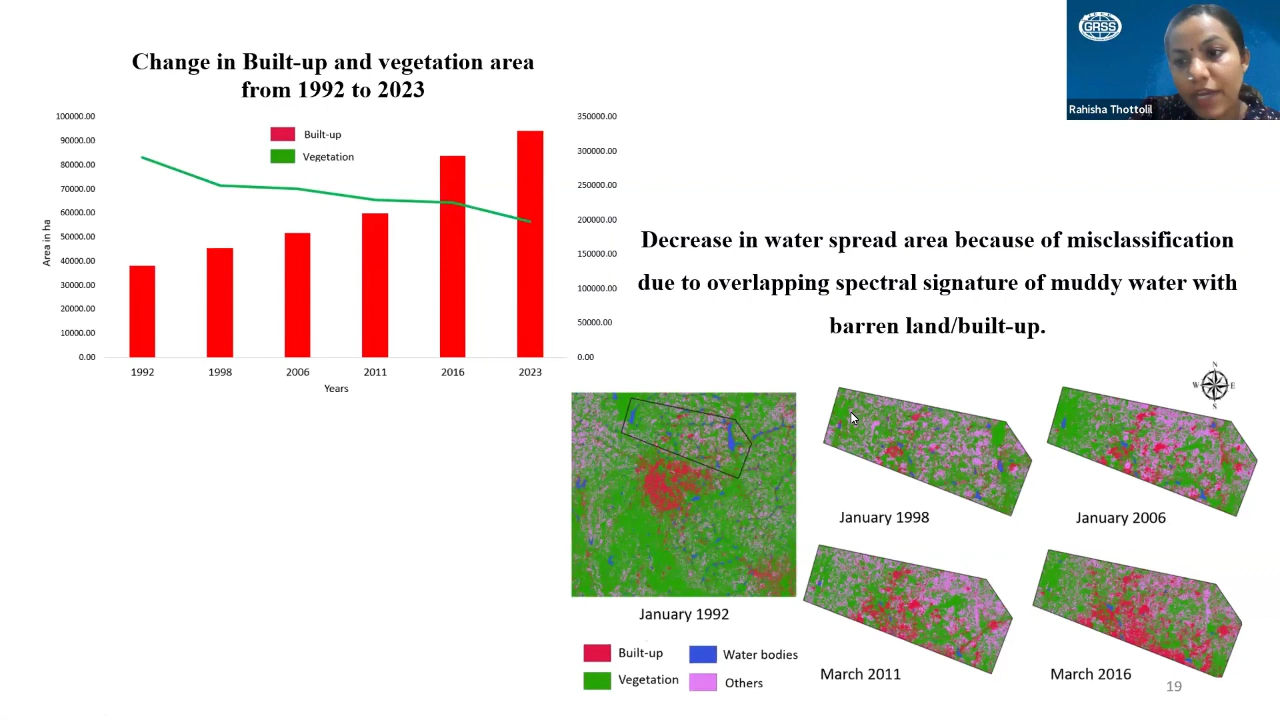 Change in Built-up and vegetation area
from 1992 to 2023
GRSS
Rahisha Thottolil
100000.00
90000.00
80000.00
70000.00
60000.00
50000.00
40000.00
30000.00
20000.00
10000.00
0.00
Area in ha
Built-up
Vegetation
350000.00
300000.00
250000.00
200000.00
150000.00
100000.00
50000.00
0.00
1992 1998 2006 2011 2016 2023
Years
Decrease in water spread area because of misclassification
due to overlapping spectral signature of muddy water with
barren land/built-up.
N
W E
S
January 1998
January 2006
January 1992
March 2011
March 2016
Built-up
Water bodies
Vegetation
Others
19